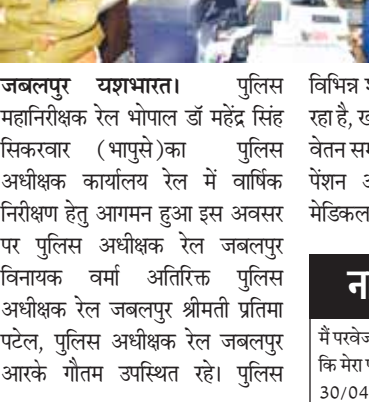 जबलपुर यशभारत। पुलिस
महानिरीक्षक रेल भोपाल डॉ महेंद्र सिंह
सिकरवार (भापुसे)का पुलिस
अधीक्षक कार्यालय रेल में वार्षिक
निरीक्षण हेतु आगमन हुआ इस अवसर
पर पुलिस अधीक्षक रेल जबलपुर
विनायक वर्मा अतिरिक्त पुलिस
अधीक्षक रेल जबलपुर श्रीमती प्रतिमा
पटेल, पुलिस अधीक्षक रेल जबलपुर
आरके गौतम उपस्थित रहे। पुलिस
विभिन्न
रहा है,
वेतन
पेंशन
मेडिकल
मैं
कि मेरा
30/04